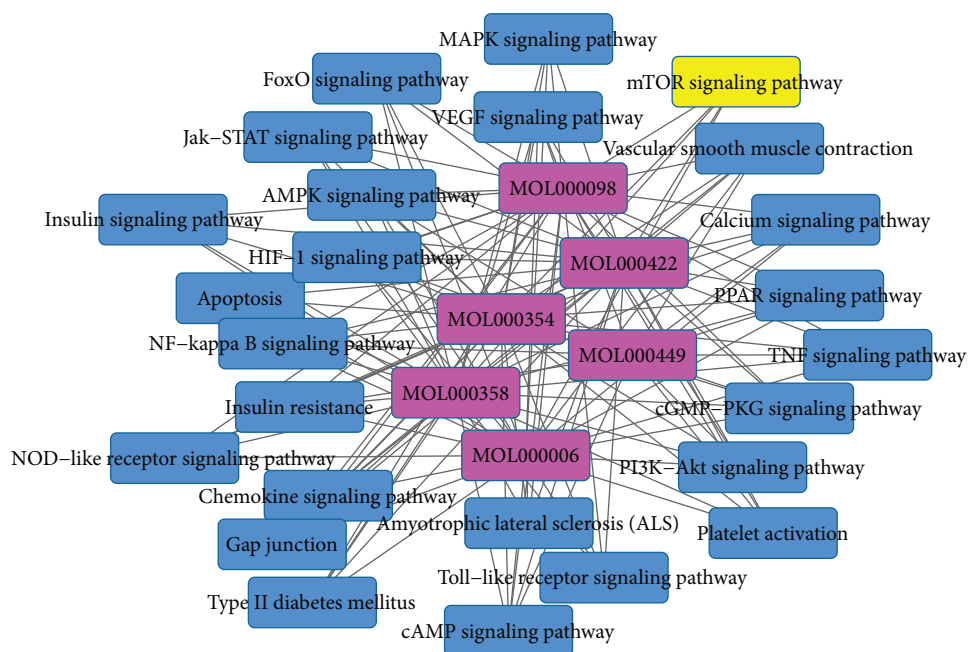 MAPK signaling pathway
FoxO signaling pathway
mTOR signaling pathway
VEGF signaling pathway
Jak−STAT signaling pathway
Vascular smooth muscle contraction
MOL000098
AMPK signaling pathway
Insulin signaling pathway
Calcium signaling pathway
HIF−1 signaling pathway
MOL000422
Apoptosis
PPAR signaling pathway
MOL000354
NF−kappa B signaling pathway
MOL000449
TNF signaling pathway
MOL000358
Insulin resistance
cGMP−PKG signaling pathway
MOL000006
NOD−like receptor signaling pathway
PI3K−Akt signaling pathway
Chemokine signaling pathway
Amyotrophic lateral sclerosis (ALS)
Platelet activation
Gap junction
Toll−like receptor signaling pathway
Type II diabetes mellitus
cAMP signaling pathway